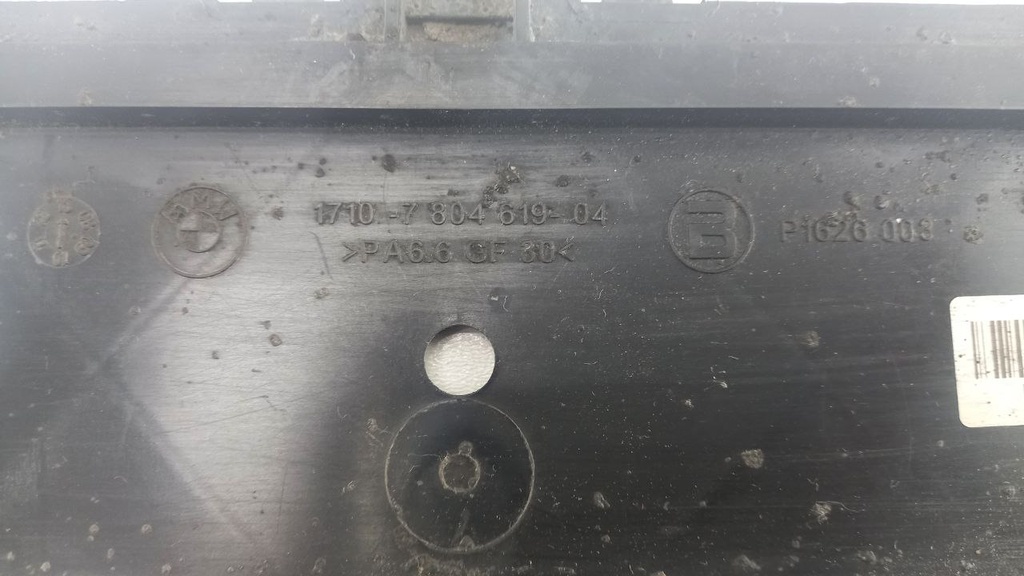 BMW
1710.-7 804 619-04
>PA6.6 GF 30<
B
P1626 003